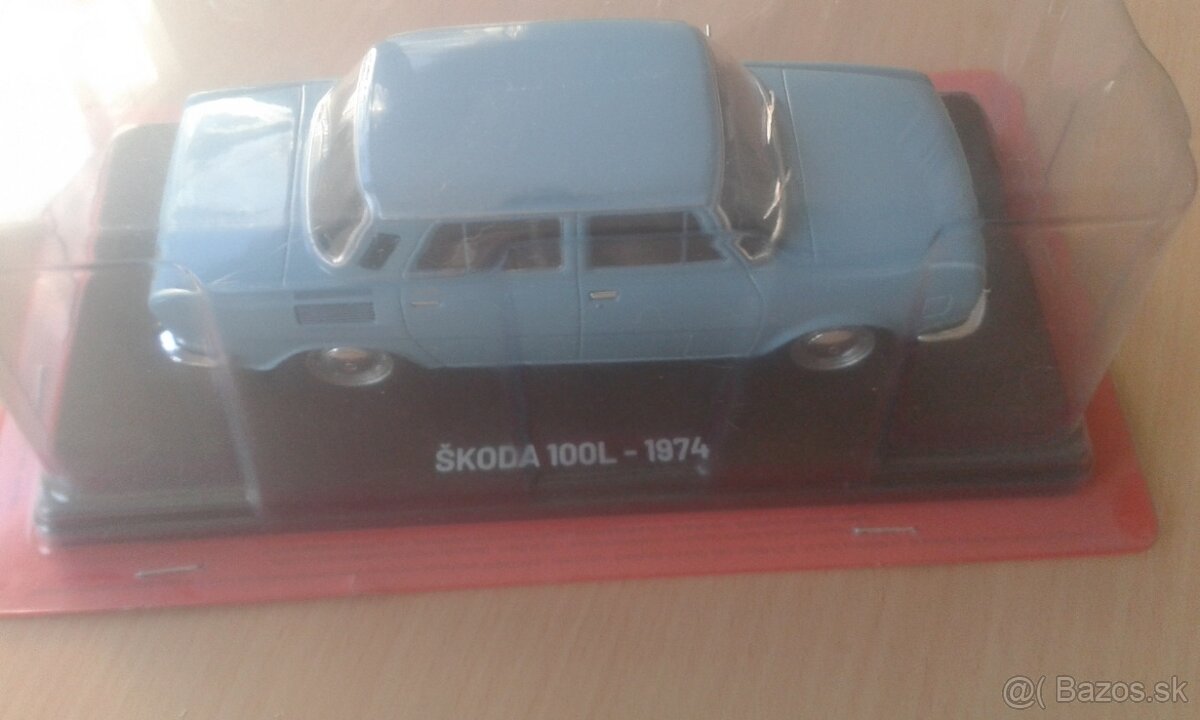 ŠKODA 100L - 1974
@( Bazos.sk